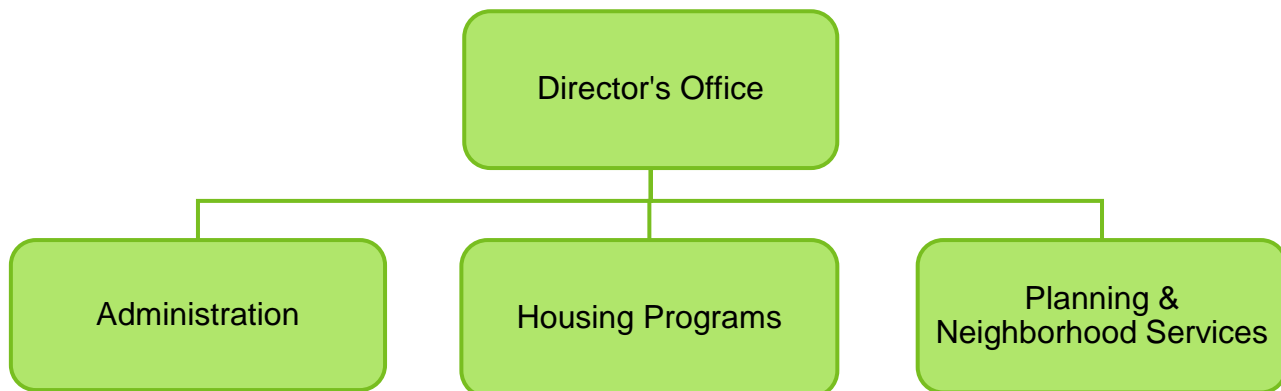 Director's Office
Administration
Housing Programs
Planning &
Neighborhood Services